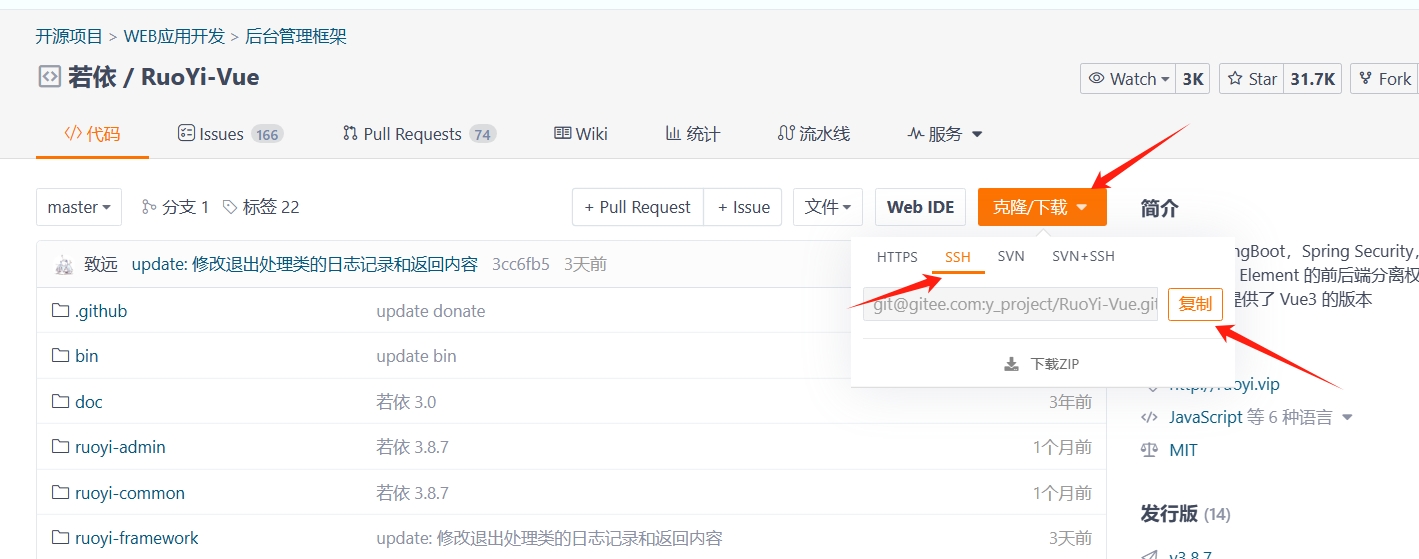 开源项目 > WEB应用开发 > 后台管理框架
若依 / RuoYi-Vue
Watch 3K Star 31.7K Fork
代码 Issues 166 Pull Requests 74 Wiki 统计 流水线 服务
master 分支 1 标签 22 + Pull Request + Issue 文件 Web IDE 克隆/下载
HTTPS SSH SVN SVN+SSH
git@gitee.com:y_project/RuoYi-Vue.git 复制
下载ZIP
致远 update: 修改退出处理类的日志记录和返回内容 3cc6fb5 3天前
.github update donate
bin update bin
doc 若依 3.0 3年前
ruoyi-admin 若依 3.8.7 1个月前
ruoyi-common 若依 3.8.7 1个月前
ruoyi-framework update: 修改退出处理类的日志记录和返回内容 3天前
简介
ngBoot，Spring Security，
Element 的前后端分离权
提供了 Vue3 的版本
http://ruoyi.vip
JavaScript 等 6 种语言
MIT
发行版 (14)
v3.8.7